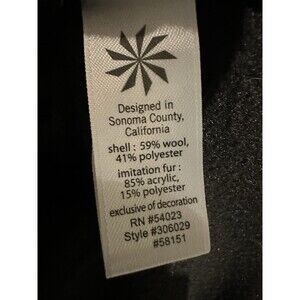 Designed in
Sonoma County,
California
shell : 59% wool,
41% polyester
imitation fur :
85% acrylic,
15% polyester
exclusive of decoration
RN #54023
Style #306029
#58151